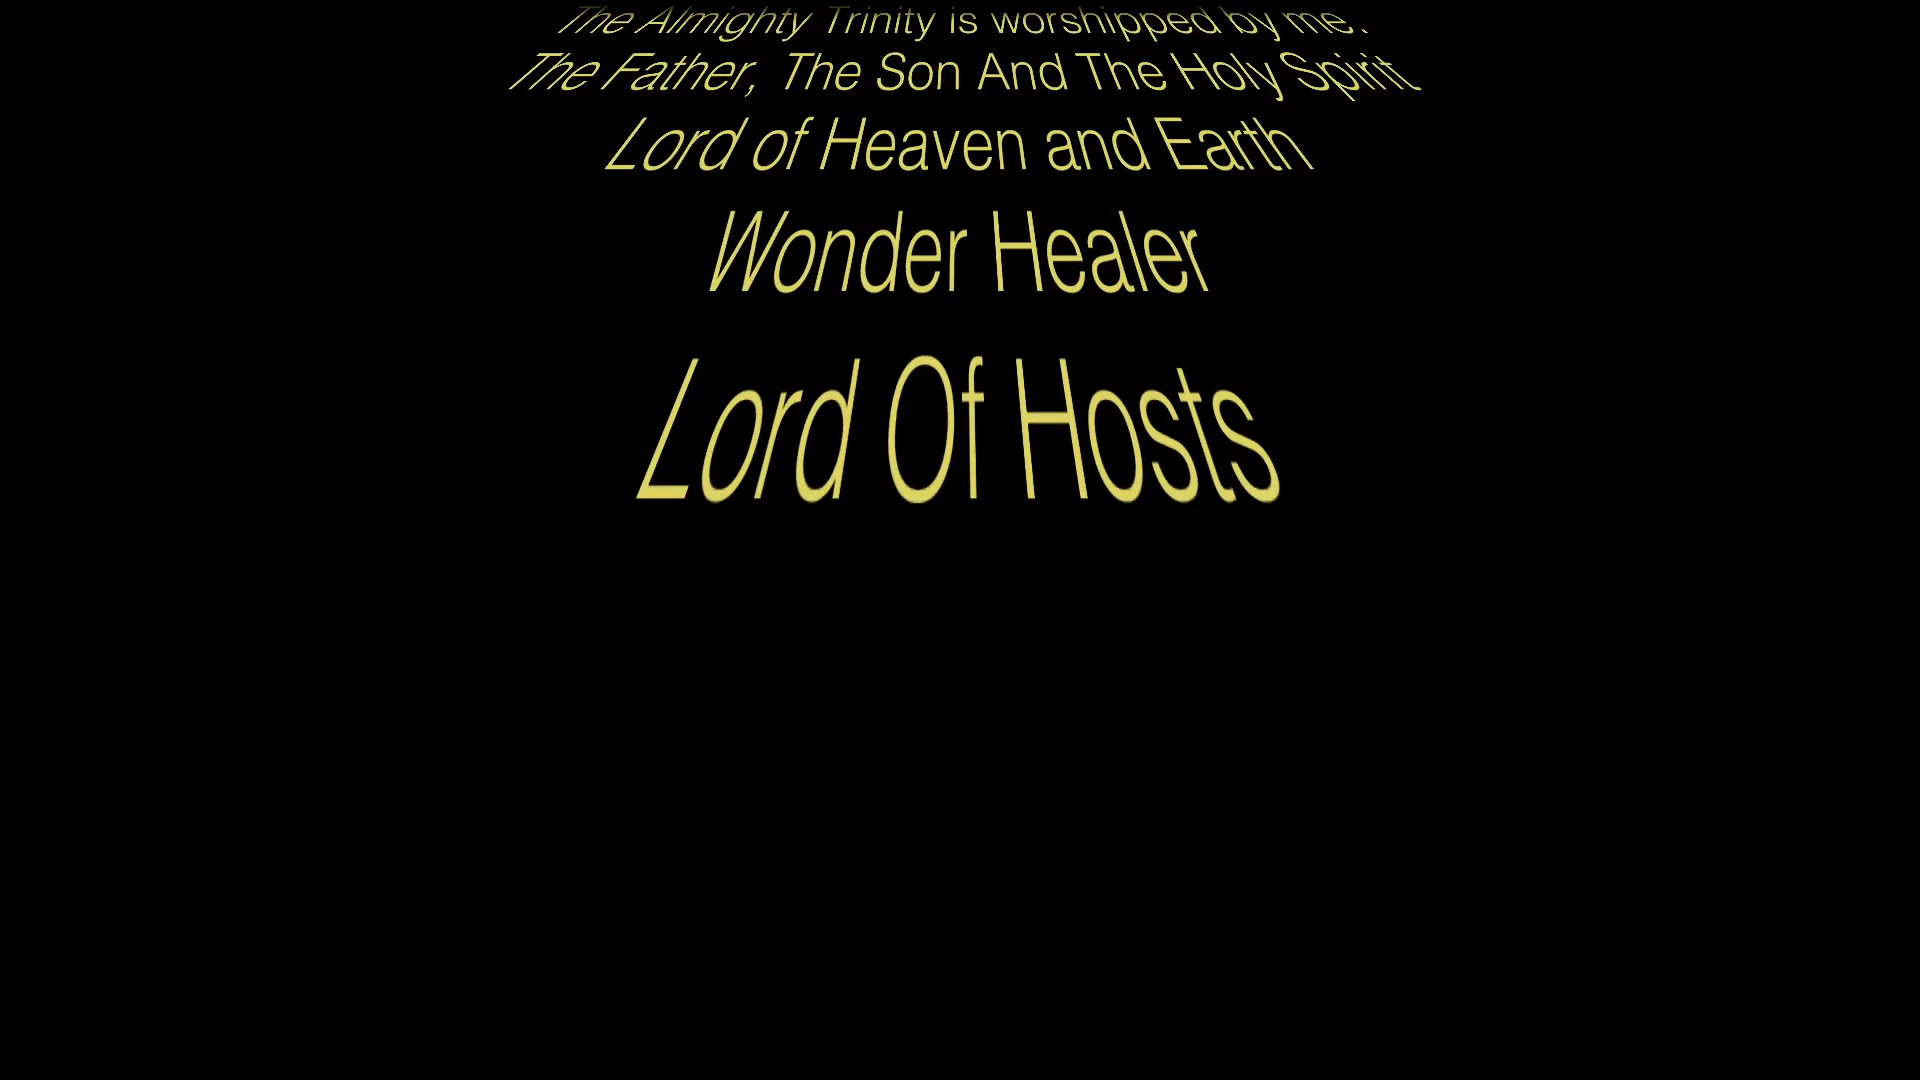 The Almighty Trinity is worshipped by me.
The Father, The Son And The Holy Spirit
Lord of Heaven and Earth
Wonder Healer
Lord Of Hosts